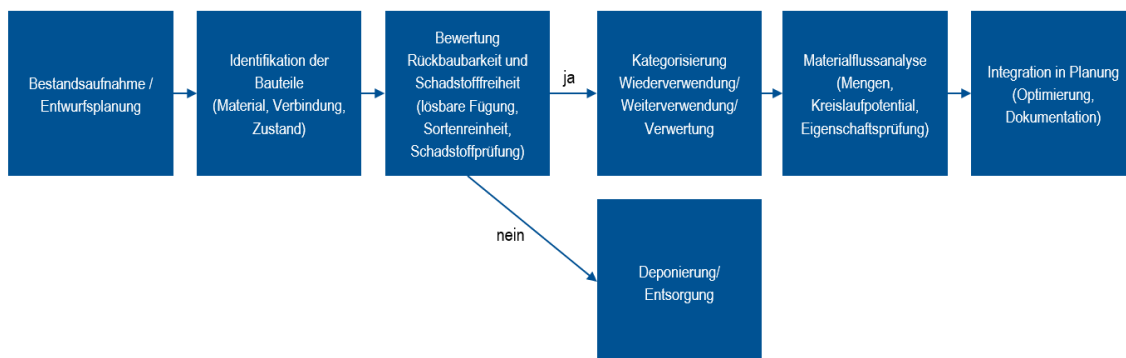 Bestandsaufnahme /
Entwurfsplanung
Identifikation der
Bauteile
(Material, Verbindung,
Zustand)
Bewertung
Rückbaubarkeit und
Schadstofffreiheit
(lösbare Fügung,
Sortenreinheit,
Schadstoffprüfung)
ja
Kategorisierung
Wiederverwendung/
Weiterverwendung/
Verwertung
Materialflussanalyse
(Mengen,
Kreislaufpotential,
Eigenschaftsprüfung)
Integration in Planung
(Optimierung,
Dokumentation)
nein
Deponierung/
Entsorgung